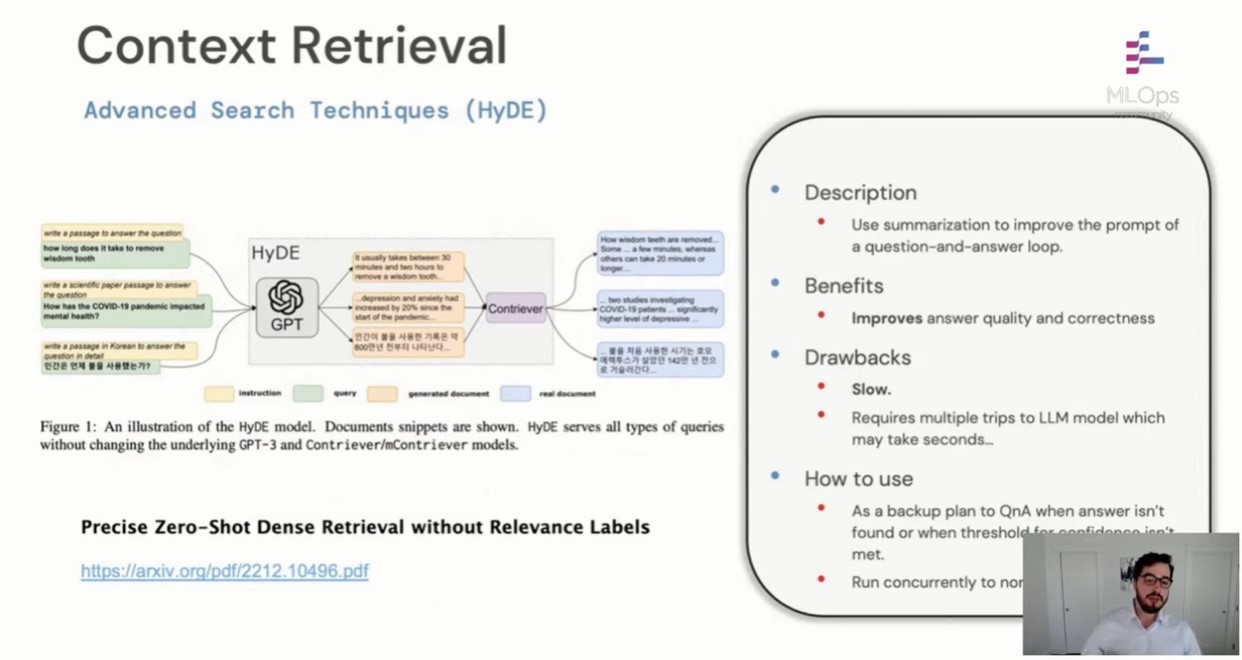 Context Retrieval
Advanced Search Techniques (HyDE)
MLOps
community
write a passage to answer the question
how long does it take to remove
wisdom tooth
write a scientific paper passage to answer
the question
How has the COVID-19 pandemic impacted
mental health?
write a passage in Korean to answer the
question in detail
인간은 언제 불을 사용했는가?
HyDE
GPT
It usually takes between 30
minutes and two hours to
remove a wisdom tooth...
...depression and anxiety had
increased by 20% since the
start of the pandemic...
인간이 불을 사용한 기록은 약
800만년 전부터 나타난다...
Contriever
How wisdom teeth are removed...
Some ... a few minutes, whereas
others can take 20 minutes or
longer....
... two studies investigating
COVID-19 patients ... significantly
higher level of depressive ...
... 불을 처음 사용한 시기는 호모
에렉투스가 살았던 142만 년 전으
로 거슬러간다...
instruction query generated document real document
Figure 1: An illustration of the HyDE model. Documents snippets are shown. HyDE serves all types of queries
without changing the underlying GPT-3 and Contriever/mContriever models.
Precise Zero-Shot Dense Retrieval without Relevance Labels
https://arxiv.org/pdf/2212.10496.pdf
Description
Use summarization to improve the prompt of
a question-and-answer loop.
Benefits
Improves answer quality and correctness
Drawbacks
Slow.
Requires multiple trips to LLM model which
may take seconds...
How to use
As a backup plan to QnA when answer isn't
found or when threshold for confidence isn't
met.
Run concurrently to